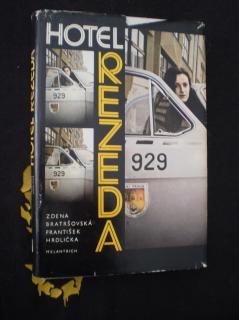 HOTEL
REZEDA
929
929
929
ZDENA
BRATRŠOVSKÁ
FRANTIŠEK
HRDLIČKA
MELANTRICH
HOTEL REZEDA